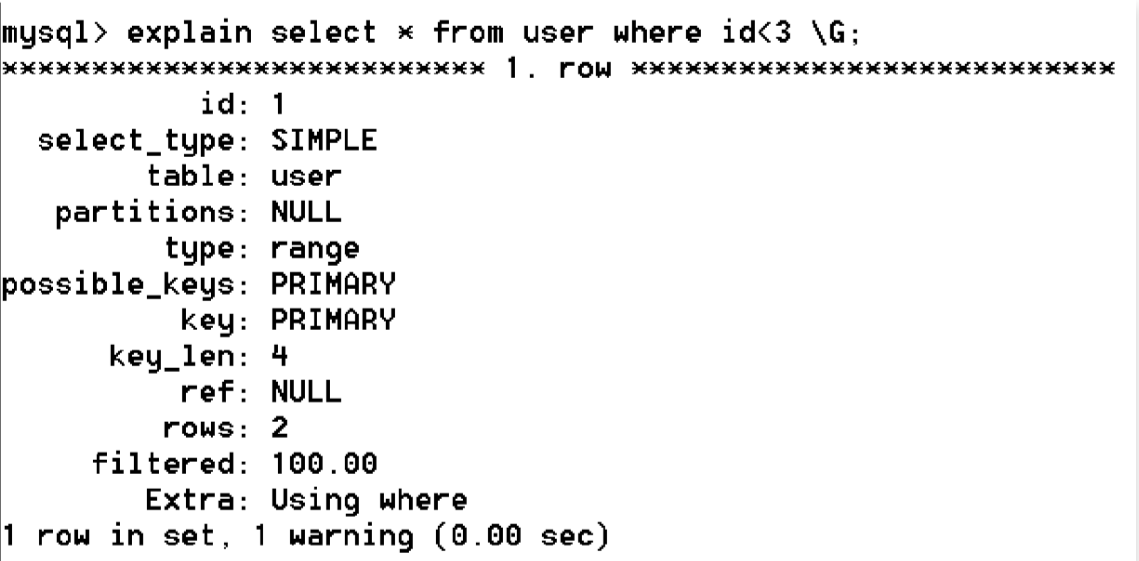 mysql> explain select * from user where id<3 \G;
*************************** 1. row ***************************
id: 1
select_type: SIMPLE
table: user
partitions: NULL
type: range
possible_keys: PRIMARY
key: PRIMARY
key_len: 4
ref: NULL
rows: 2
filtered: 100.00
Extra: Using where
1 row in set, 1 warning (0.00 sec)